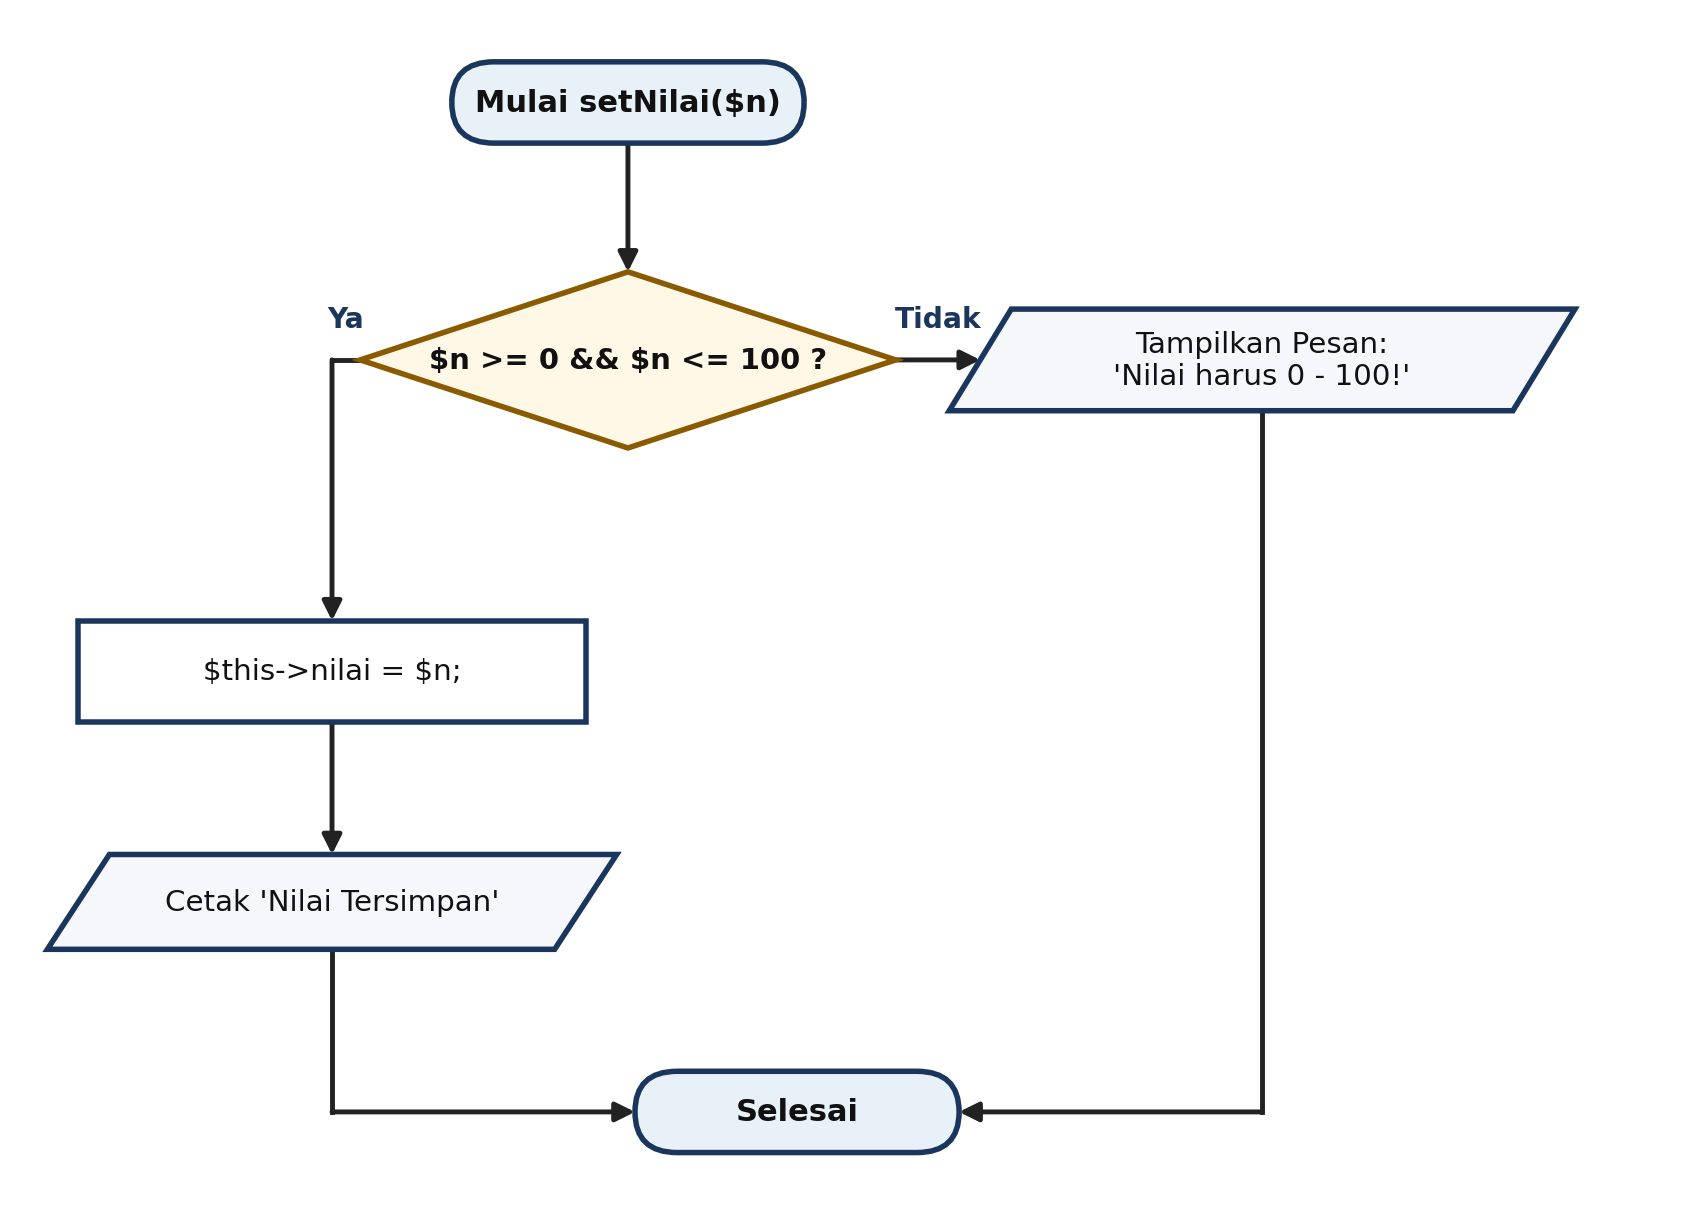 Mulai setNilai($n)
Ya
Tidak
$n >= 0 && $n <= 100 ?
Tampilkan Pesan:
'Nilai harus 0 - 100!'
$this->nilai = $n;
Cetak 'Nilai Tersimpan'
Selesai